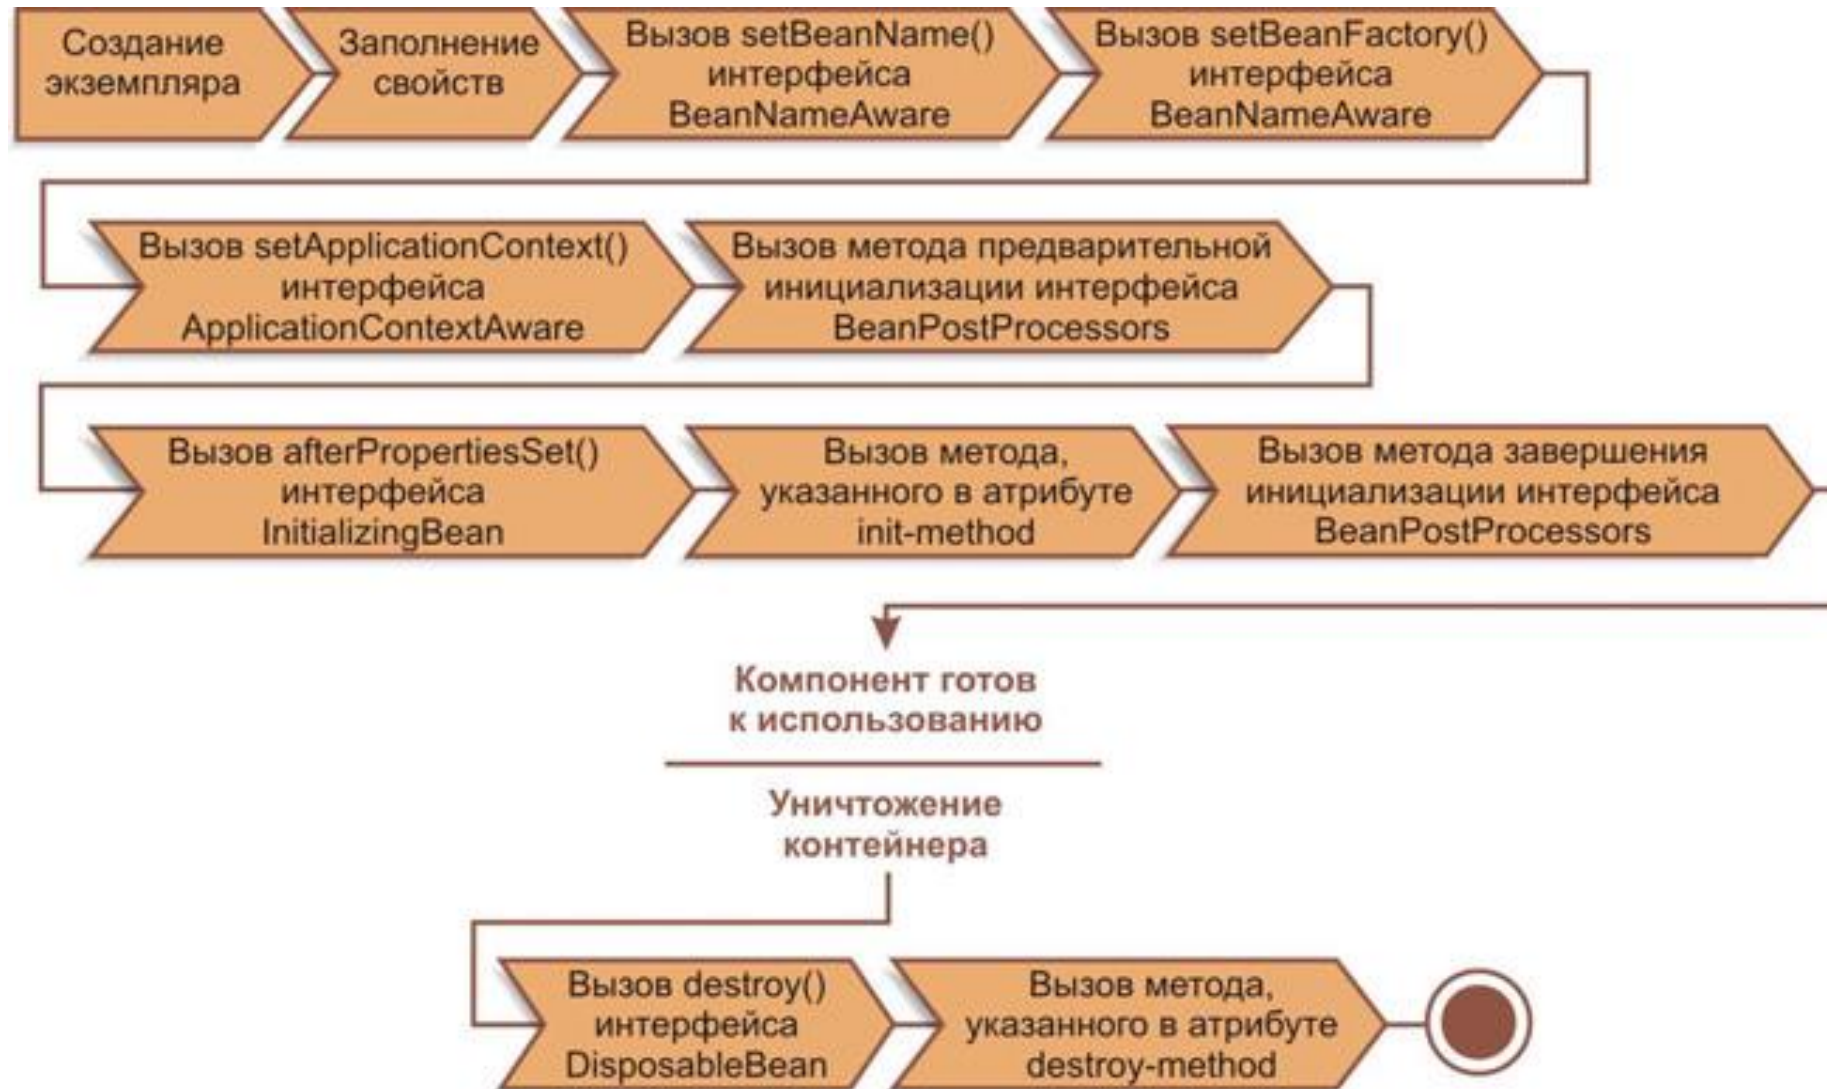 Создание
экземпляра
Заполнение
свойств
Вызов setBeanName()
интерфейса
BeanNameAware
Вызов setBeanFactory()
интерфейса
BeanNameAware
Вызов setApplicationContext()
интерфейса
ApplicationContextAware
Вызов метода предварительной
инициализации интерфейса
BeanPostProcessors
Вызов afterPropertiesSet()
интерфейса
InitializingBean
Вызов метода,
указанного в атрибуте
init-method
Вызов метода завершения
инициализации интерфейса
BeanPostProcessors
Компонент готов
к использованию
Уничтожение
контейнера
Вызов destroy()
интерфейса
DisposableBean
Вызов метода,
указанного в атрибуте
destroy-method